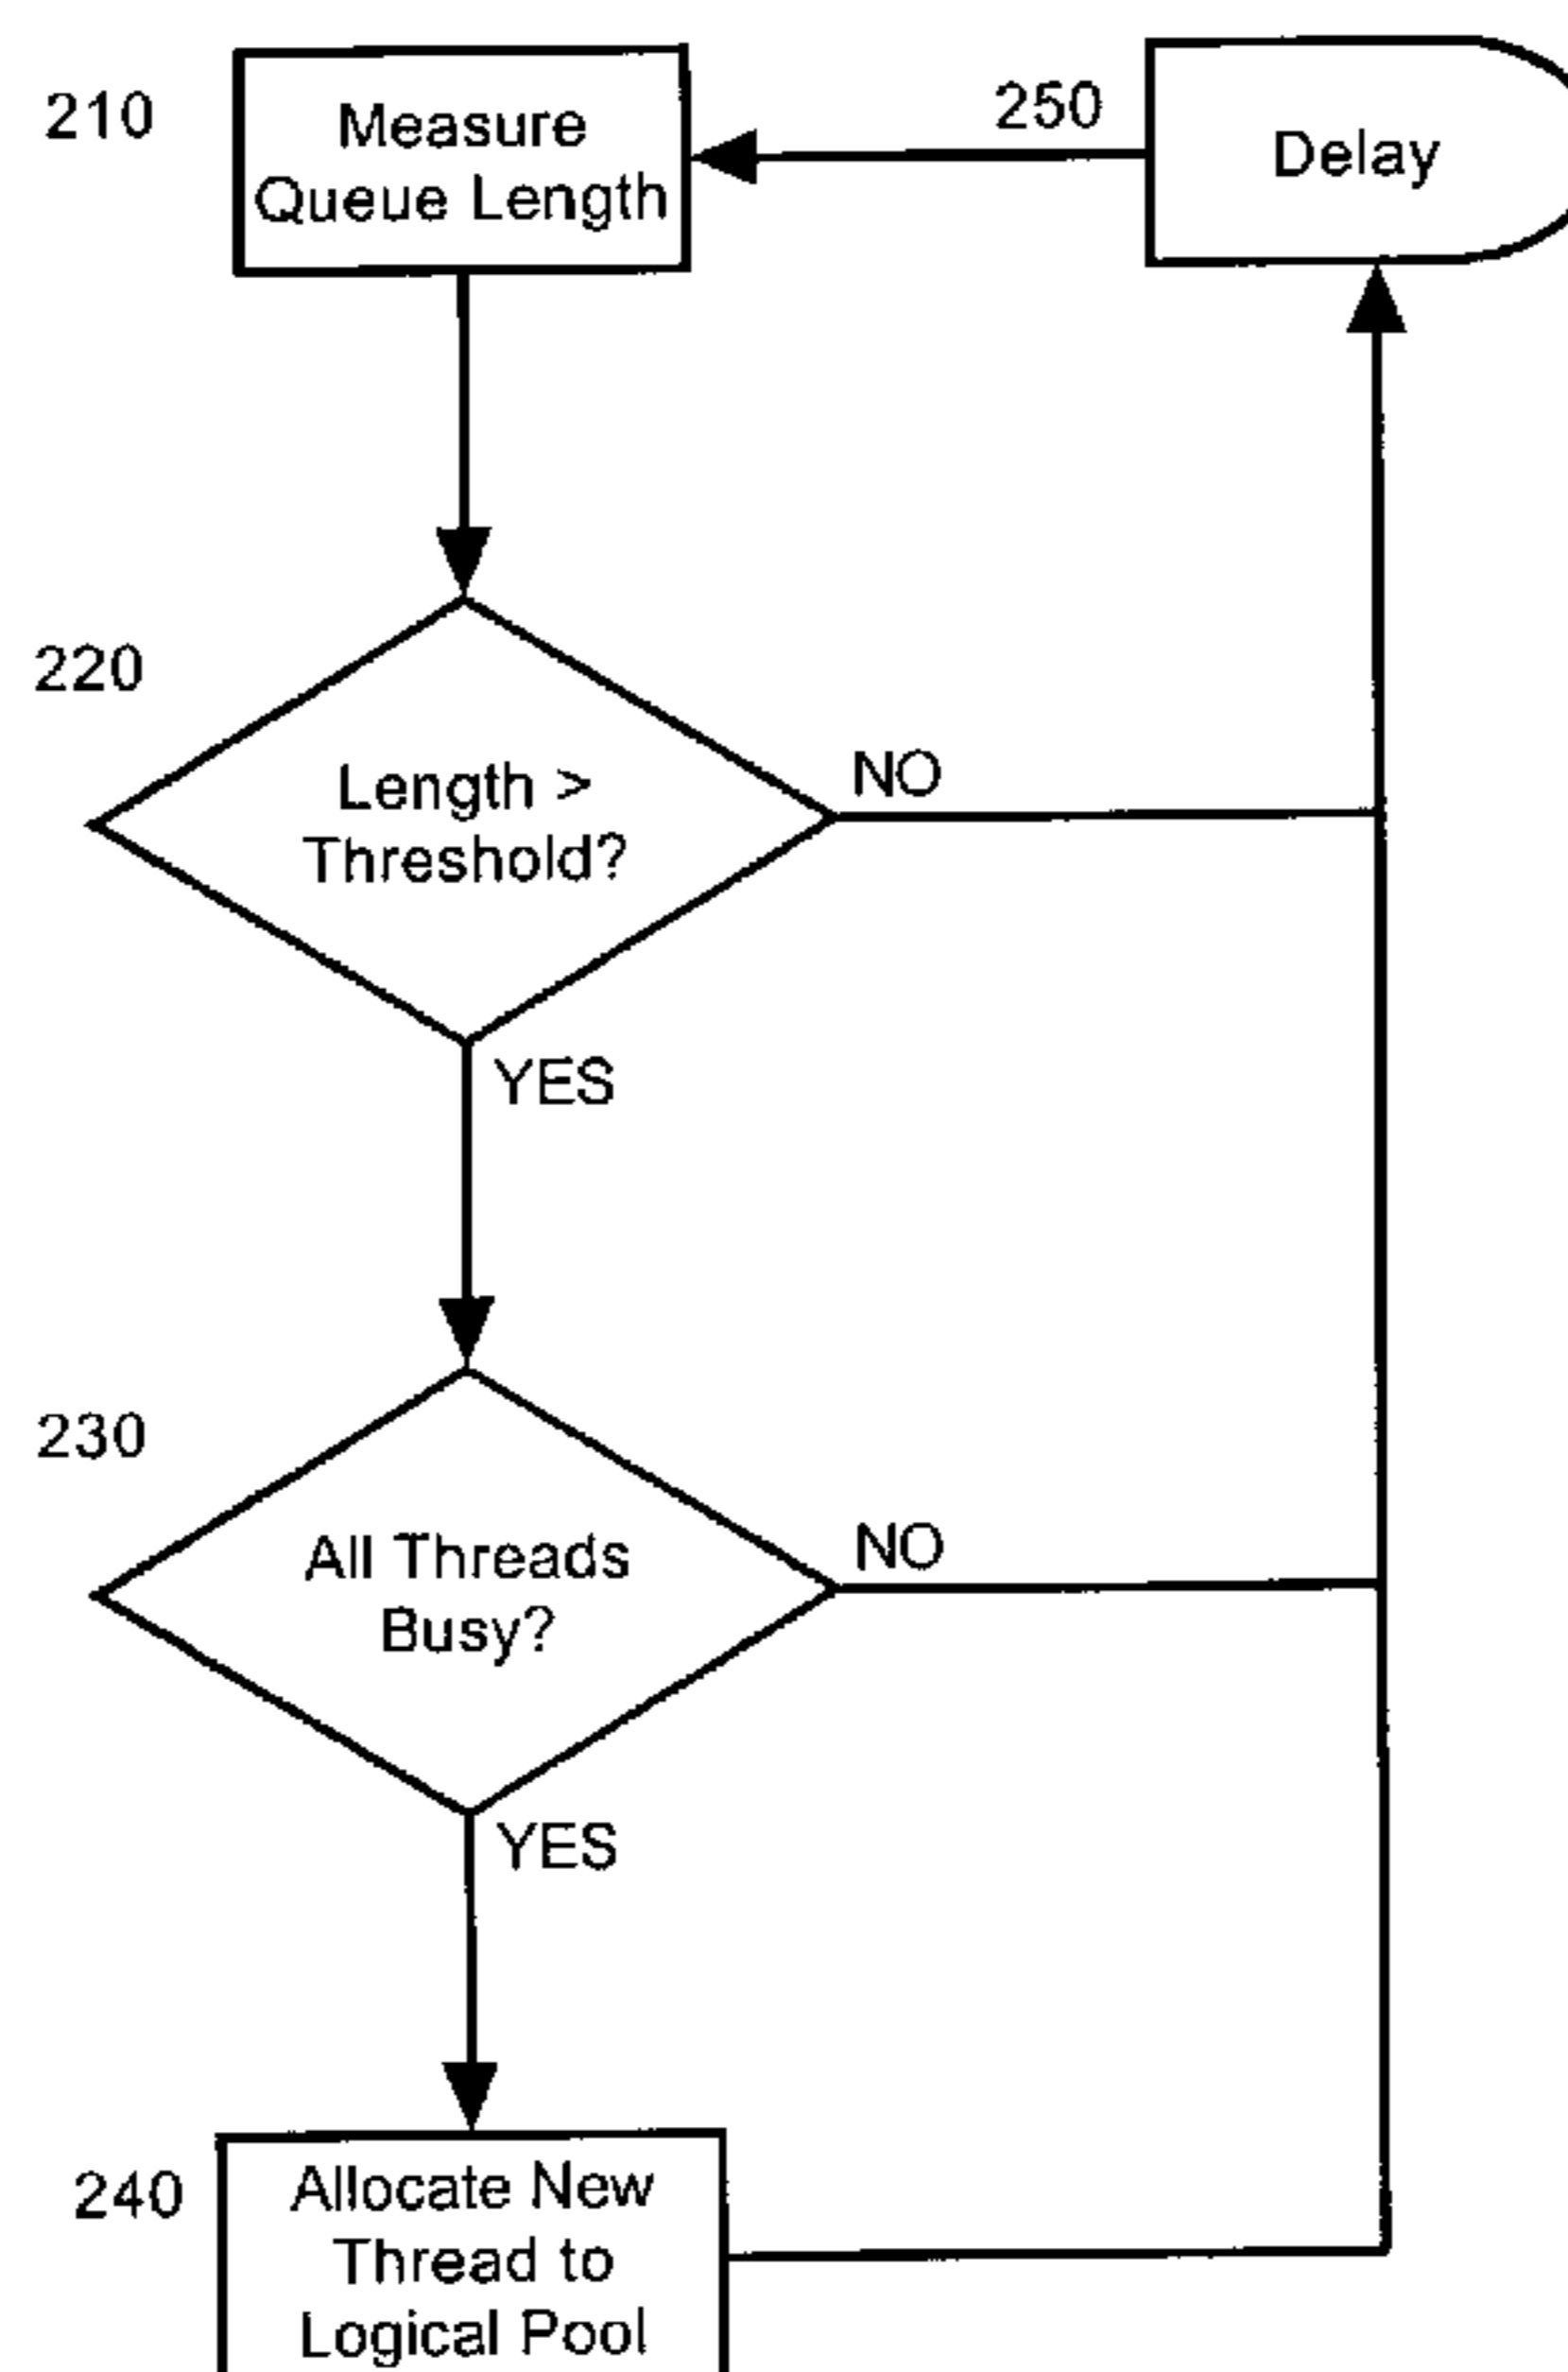 210
Measure
Queue Length
250
Delay
220
Length >
Threshold?
NO
YES
230
All Threads
Busy?
NO
YES
240
Allocate New
Thread to
Logical Pool